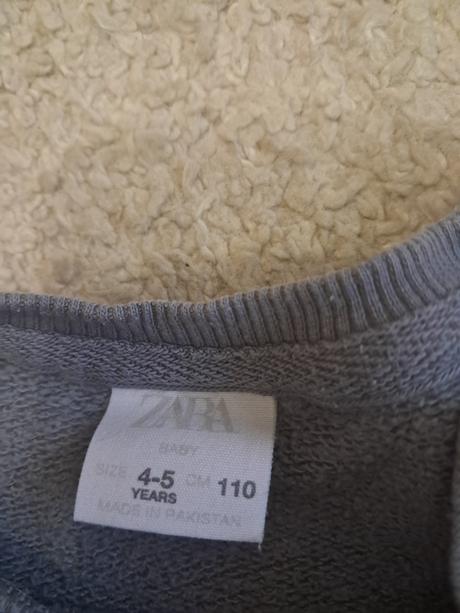 ZARA
BABY
SIZE 4-5 YEARS CM 110
MADE IN PAKISTAN